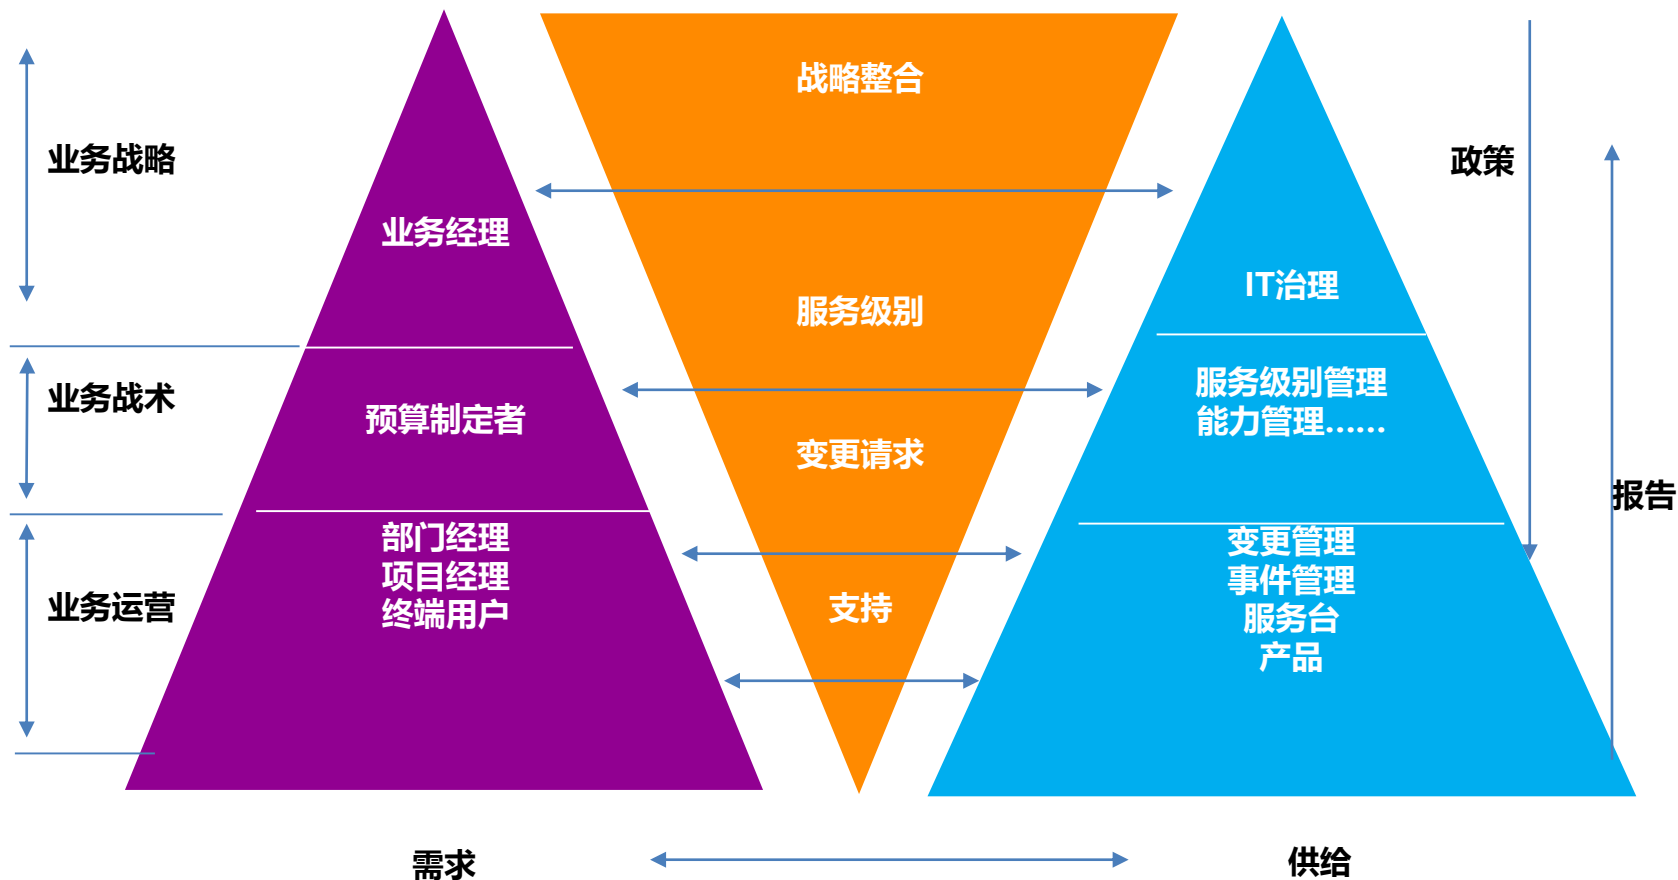 业务战略
业务战术
业务运营
业务经理
预算制定者
部门经理
项目经理
终端用户
战略整合
服务级别
变更请求
支持
IT治理
服务级别管理
能力管理……
变更管理
事件管理
服务台
产品
政策
报告
需求
供给